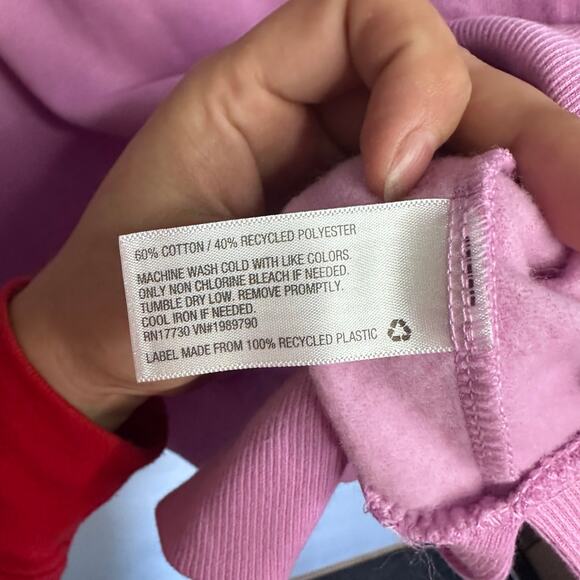 60% COTTON / 40% RECYCLED POLYESTER
MACHINE WASH COLD WITH LIKE COLORS.
ONLY NON CHLORINE BLEACH IF NEEDED.
TUMBLE DRY LOW. REMOVE PROMPTLY.
COOL IRON IF NEEDED.
RN17730 VN#1989790
LABEL MADE FROM 100% RECYCLED PLASTIC